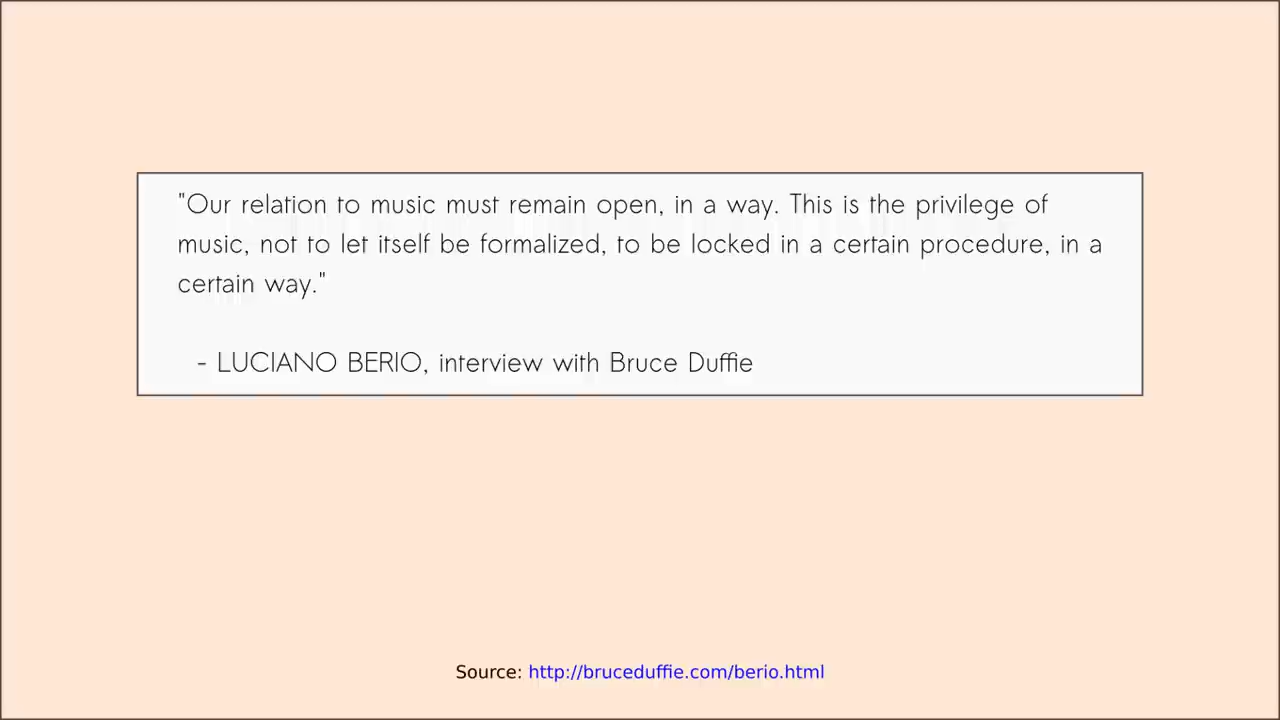 "Our relation to music must remain open, in a way. This is the privilege of
music, not to let itself be formalized, to be locked in a certain procedure, in a
certain way."
- LUCIANO BERIO, interview with Bruce Duffie
Source: http://bruceduffie.com/berio.html